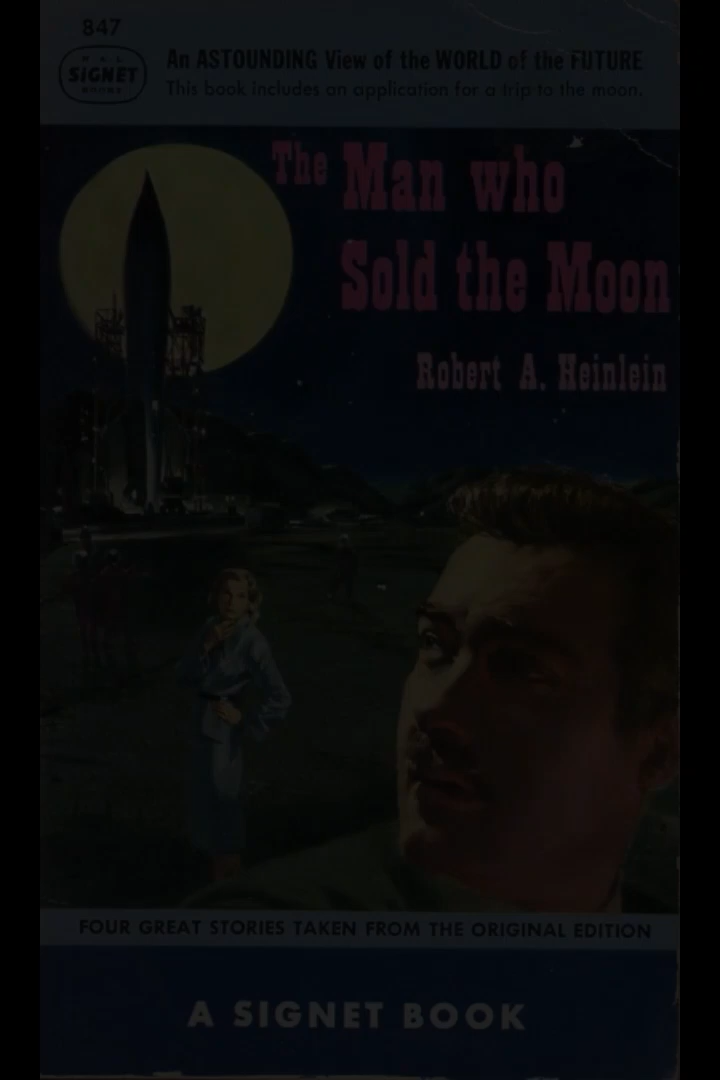 847
N.A.L.
SIGNET
BOOKS
An ASTOUNDING View of the WORLD of the FUTURE
This book includes an application for a trip to the moon.
The Man who
Sold the Moon
Robert A. Heinlein
FOUR GREAT STORIES TAKEN FROM THE ORIGINAL EDITION
A SIGNET BOOK